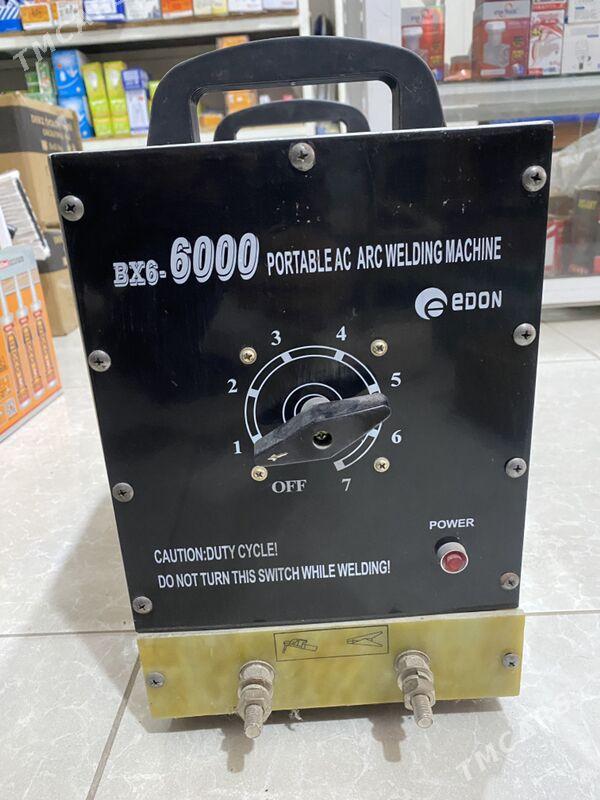 BX6-6000 PORTABLE AC ARC WELDING MACHINE
eDON
3 4
2 5
1 6
OFF 7
POWER
CAUTION:DUTY CYCLE!
DO NOT TURN THIS SWITCH WHILE WELDING!